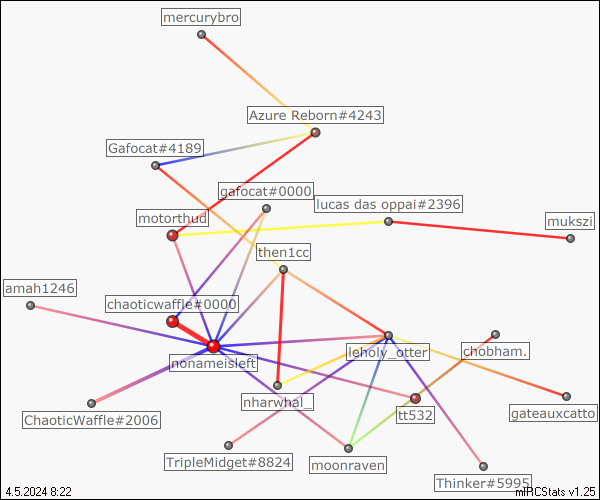 mercurybro
Azure Reborn#4243
Gafocat#4189
gafocat#0000
lucas das oppai#2396
motorthud
mukszi
then1cc
amah1246
chaoticwaffle#0000
leholy_otter
chobham.
nonameisleft
nharwhal_
ChaoticWaffle#2006
tt532
gateauxcatto
TripleMidget#8824
moonraven
Thinker#5995
4.5.2024 8:22
mIRCStats v1.25